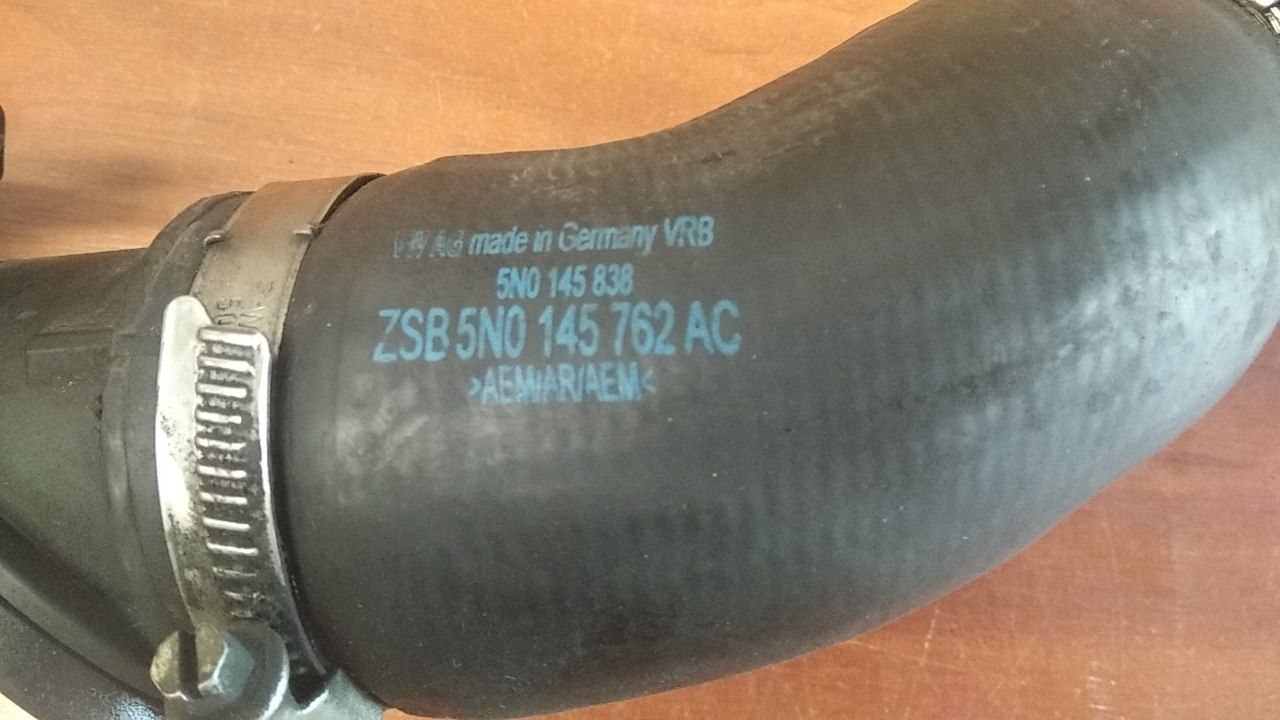 VW AG made in Germany VRB
5N0 145 838
ZSB 5N0 145 762 AC
>AEM/AR/AEM<